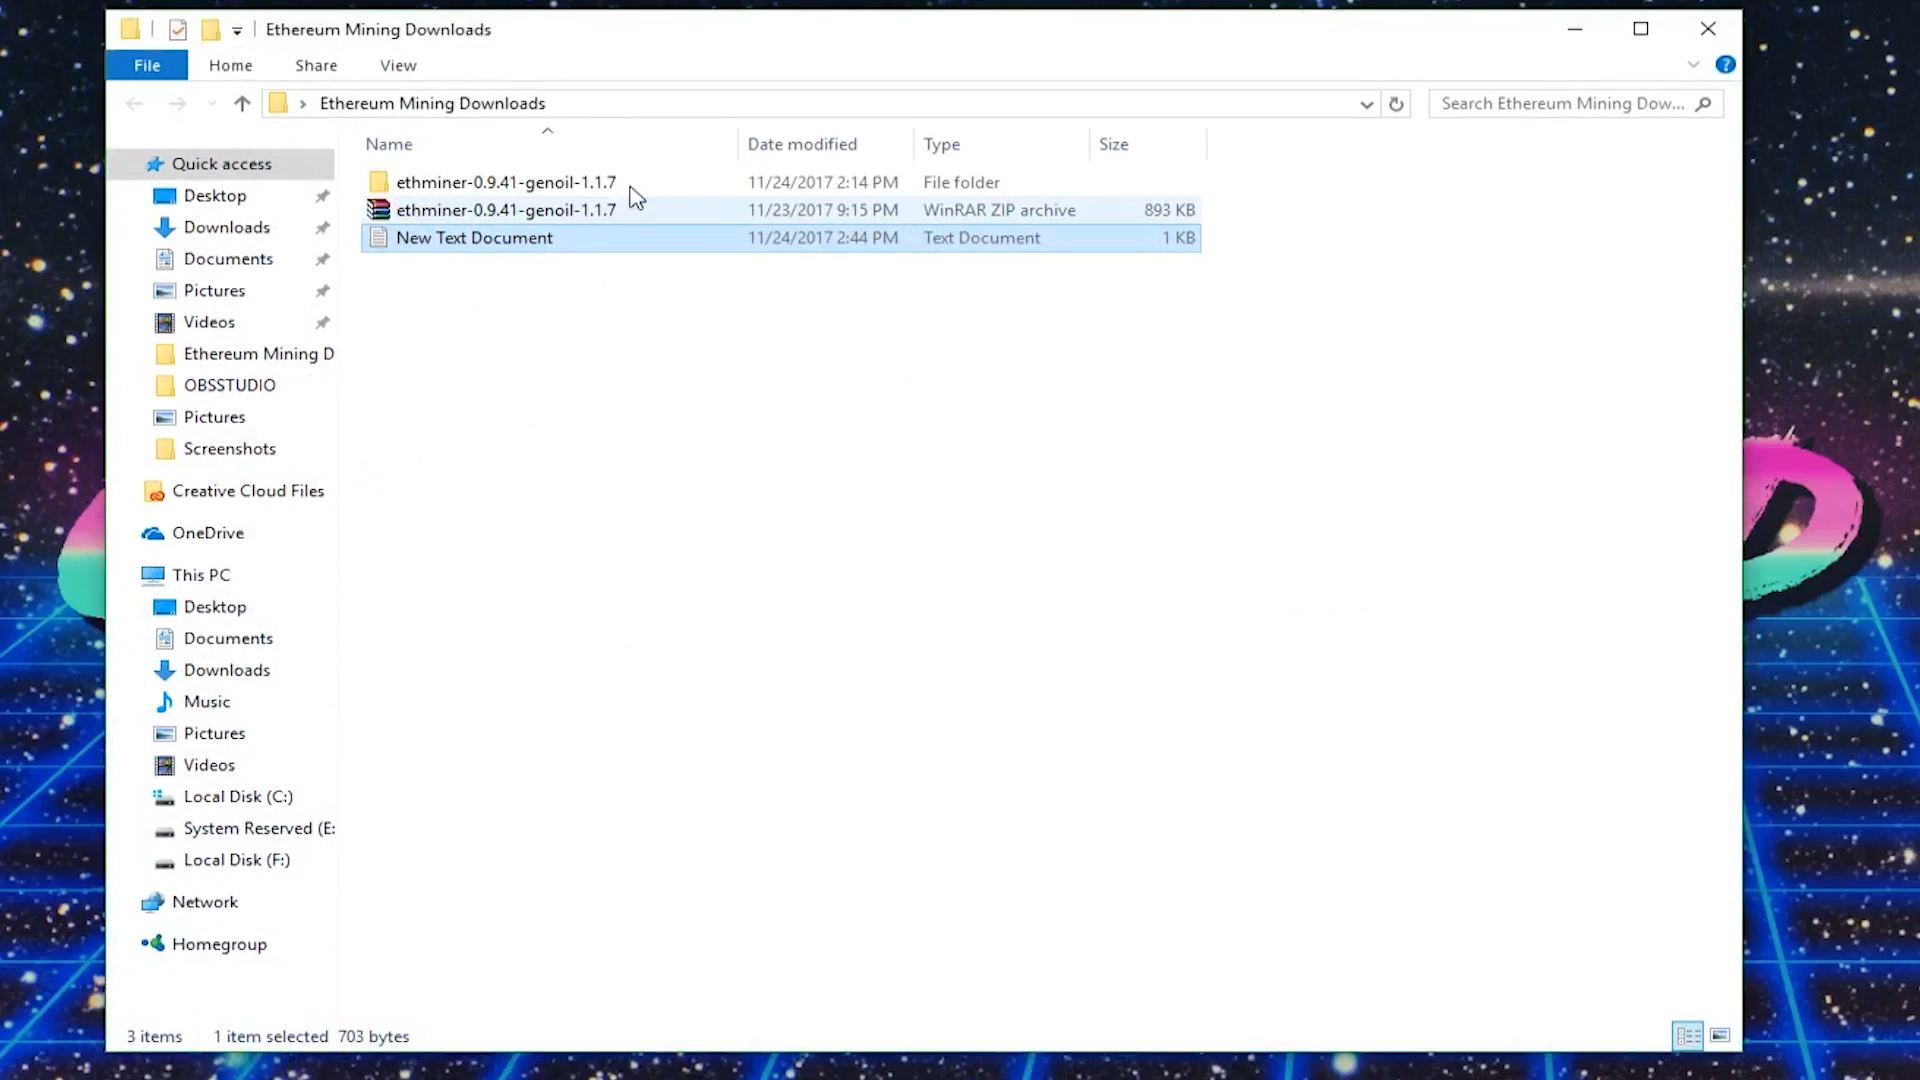 Ethereum Mining Downloads
File Home Share View
Ethereum Mining Downloads
Search Ethereum Mining Dow...
Name Date modified Type Size
ethminer-0.9.41-genoil-1.1.7 11/24/2017 2:14 PM File folder
ethminer-0.9.41-genoil-1.1.7 11/23/2017 9:15 PM WinRAR ZIP archive 893 KB
New Text Document 11/24/2017 2:44 PM Text Document 1 KB
Quick access
Desktop
Downloads
Documents
Pictures
Videos
Ethereum Mining D
OBSSTUDIO
Pictures
Screenshots
Creative Cloud Files
OneDrive
This PC
Desktop
Documents
Downloads
Music
Pictures
Videos
Local Disk (C:)
System Reserved (E:
Local Disk (F:)
Network
Homegroup
3 items 1 item selected 703 bytes